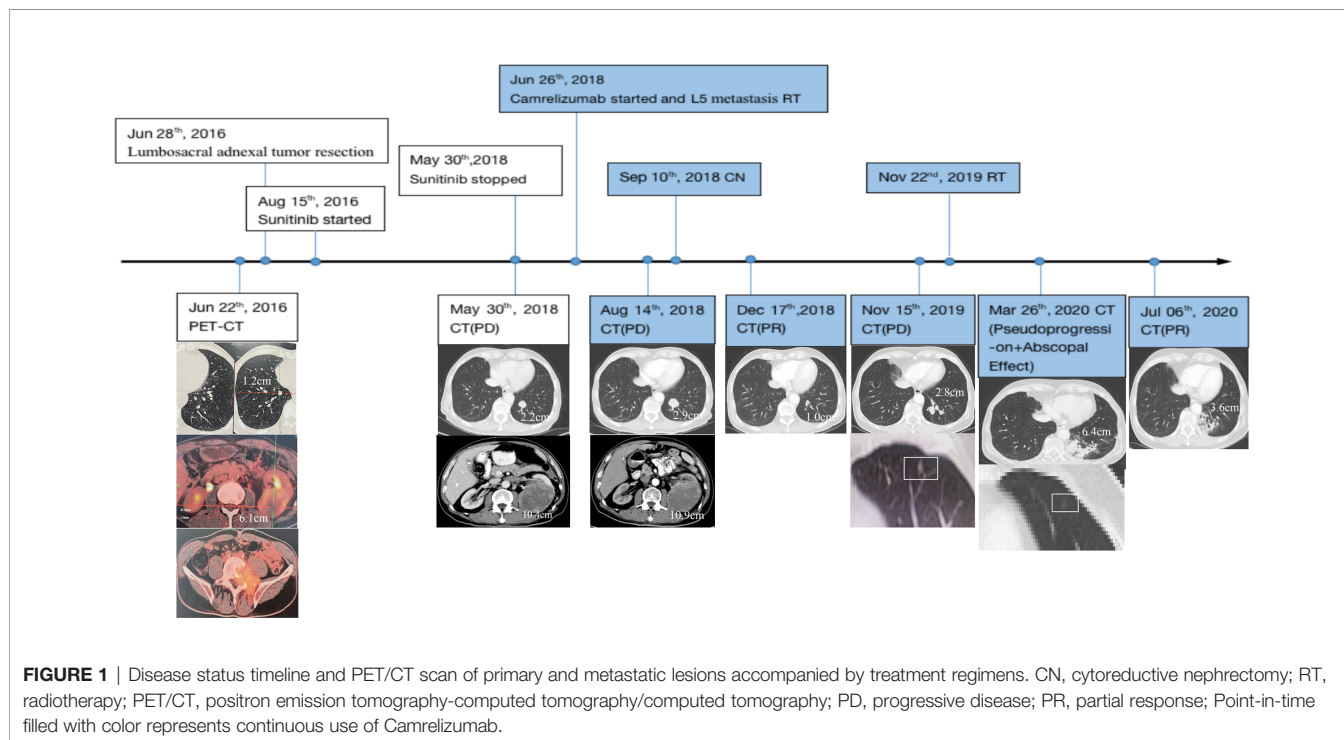 Jun 26th, 2018
Camrelizumab started and L5 metastasis RT
Jun 28th, 2016
Lumbosacral adnexal tumor resection
May 30th,2018
Sunitinib stopped
Sep 10th, 2018 CN
Nov 22nd, 2019 RT
Aug 15th, 2016
Sunitinib started
Jun 22th, 2016
PET-CT
May 30th, 2018
CT(PD)
Aug 14th, 2018
CT(PD)
Dec 17th,2018
CT(PR)
Nov 15th, 2019
CT(PD)
Mar 26th, 2020 CT
(Pseudoprogressi
-on+Abscopal
Effect)
Jul 06th, 2020
CT(PR)
1.2cm
2.2cm
2.9cm
1.0cm
2.8cm
6.4cm
3.6cm
6.1cm
10.4cm
10.9cm
FIGURE 1 | Disease status timeline and PET/CT scan of primary and metastatic lesions accompanied by treatment regimens. CN, cytoreductive nephrectomy; RT,
radiotherapy; PET/CT, positron emission tomography-computed tomography/computed tomography; PD, progressive disease; PR, partial response; Point-in-time
filled with color represents continuous use of Camrelizumab.